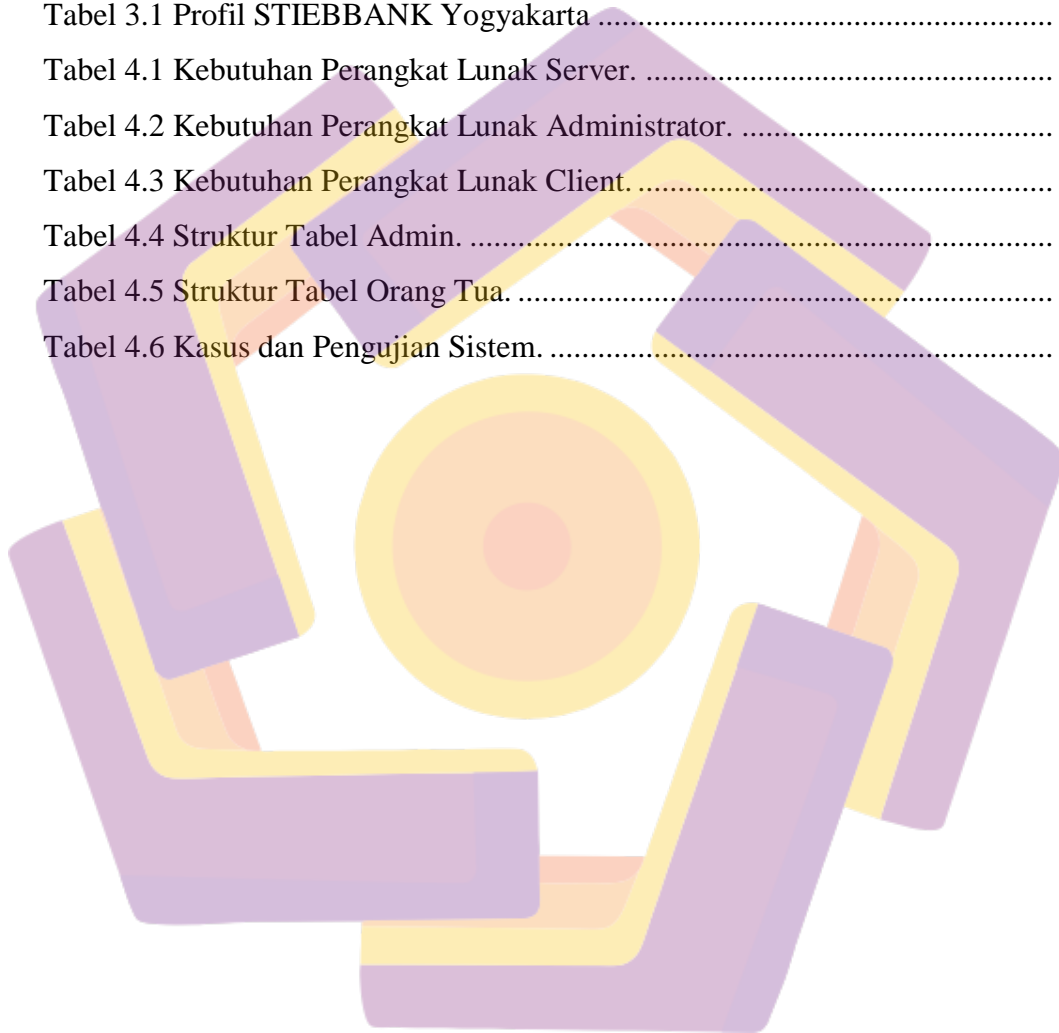 Tabel 3.1 Profil STIEBBANK Yogyakarta ........................................................
Tabel 4.1 Kebutuhan Perangkat Lunak Server. ..................................................
Tabel 4.2 Kebutuhan Perangkat Lunak Administrator. ......................................
Tabel 4.3 Kebutuhan Perangkat Lunak Client. ...................................................
Tabel 4.4 Struktur Tabel Admin. ........................................................................
Tabel 4.5 Struktur Tabel Orang Tua. ..................................................................
Tabel 4.6 Kasus dan Pengujian Sistem. ..............................................................